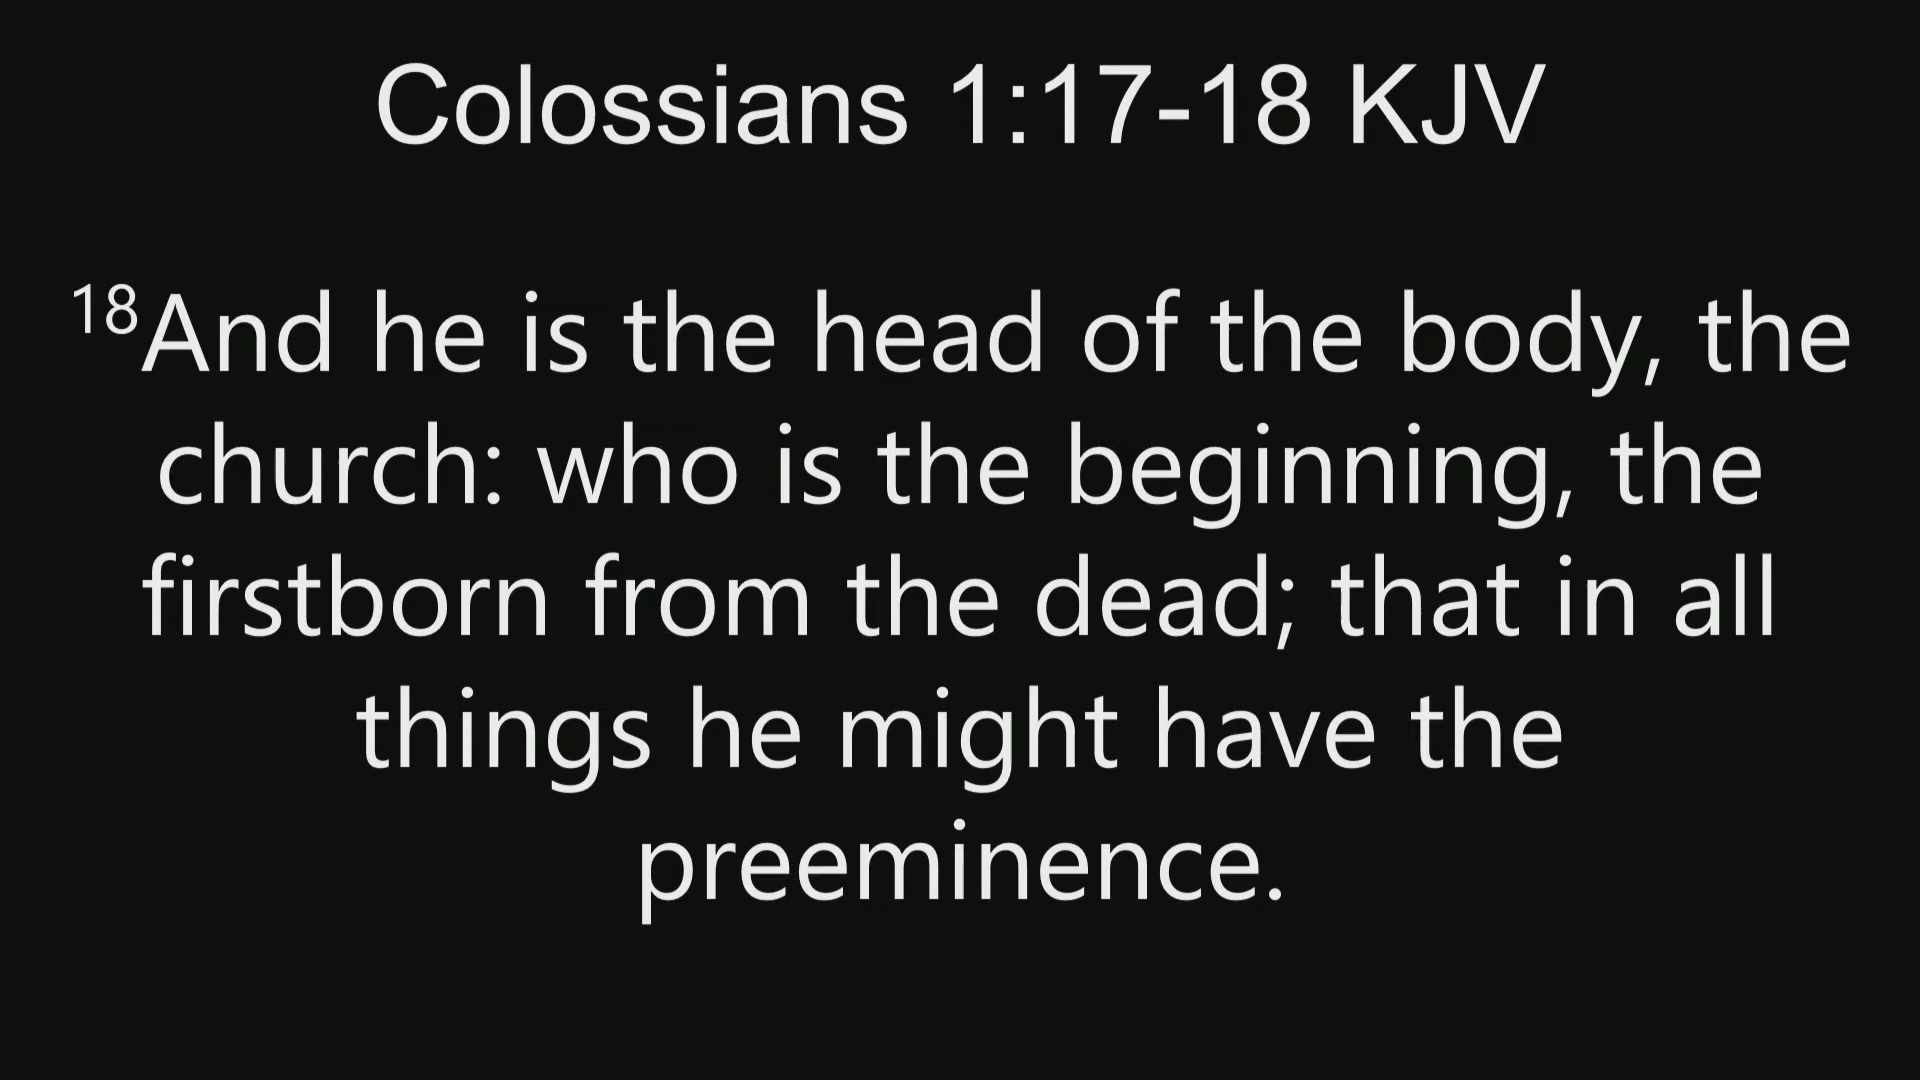 Colossians 1:17-18 KJV
18And he is the head of the body, the
church: who is the beginning, the
firstborn from the dead; that in all
things he might have the
preeminence.